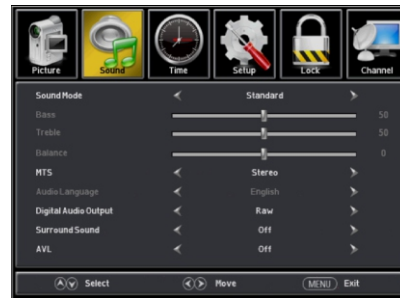 Picture Sound Time Setup Lock Channel
Sound Mode Standard
Bass 50
Treble 50
Balance 0
MTS Stereo
Audio Language English
Digital Audio Output Raw
Surround Sound Off
AVL Off
Select Move MENU Exit